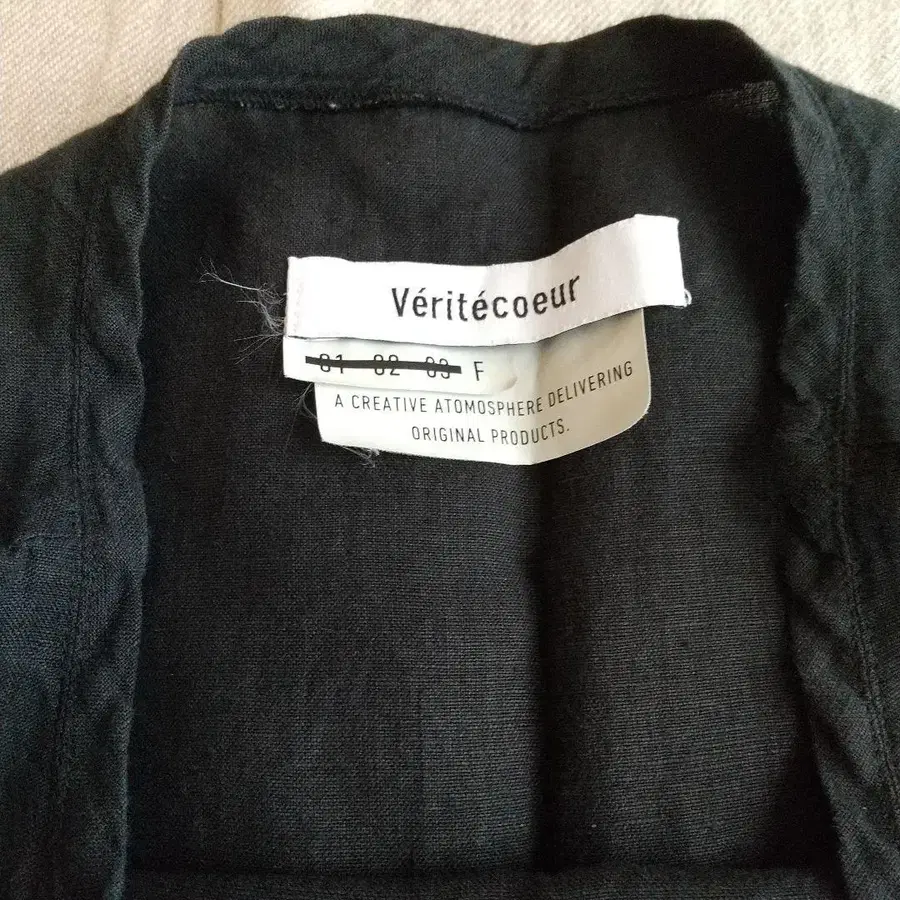 Véritécoeur
01 02 03 F
A CREATIVE ATOMOSPHERE DELIVERING
ORIGINAL PRODUCTS.